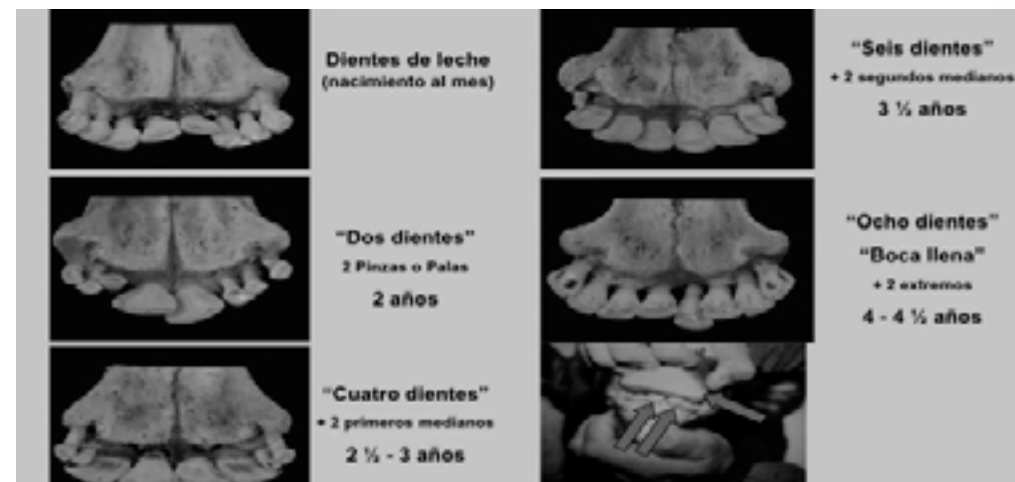 Dientes de leche
(nacimiento al mes)
“Dos dientes”
2 Pinzas o Palas
2 años
“Cuatro dientes”
+ 2 primeros medianos
2 ½ - 3 años
“Seis dientes”
+ 2 segundos medianos
3 ½ años
“Ocho dientes”
“Boca llena”
+ 2 extremos
4 - 4 ½ años